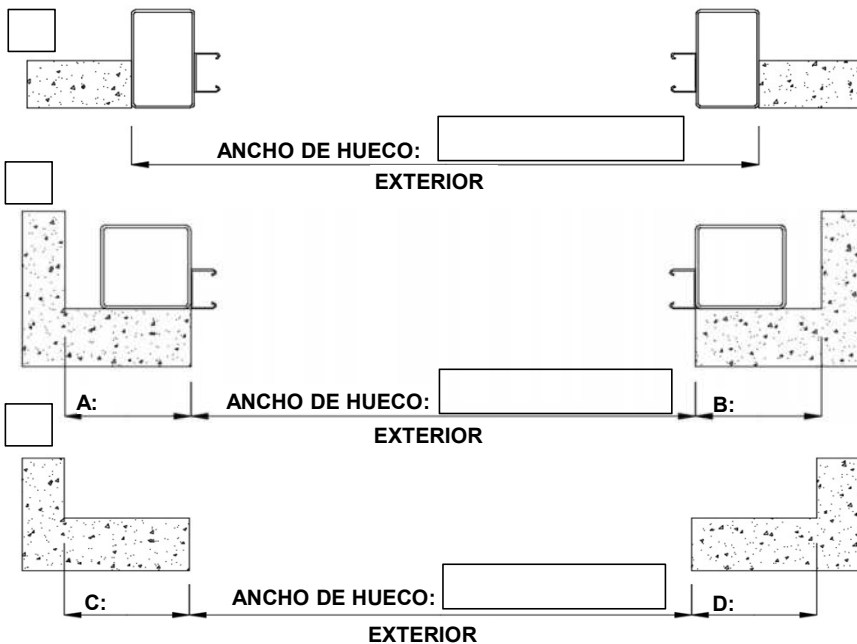 ANCHO DE HUECO:
EXTERIOR
A: ANCHO DE HUECO: B:
EXTERIOR
C: ANCHO DE HUECO: D:
EXTERIOR